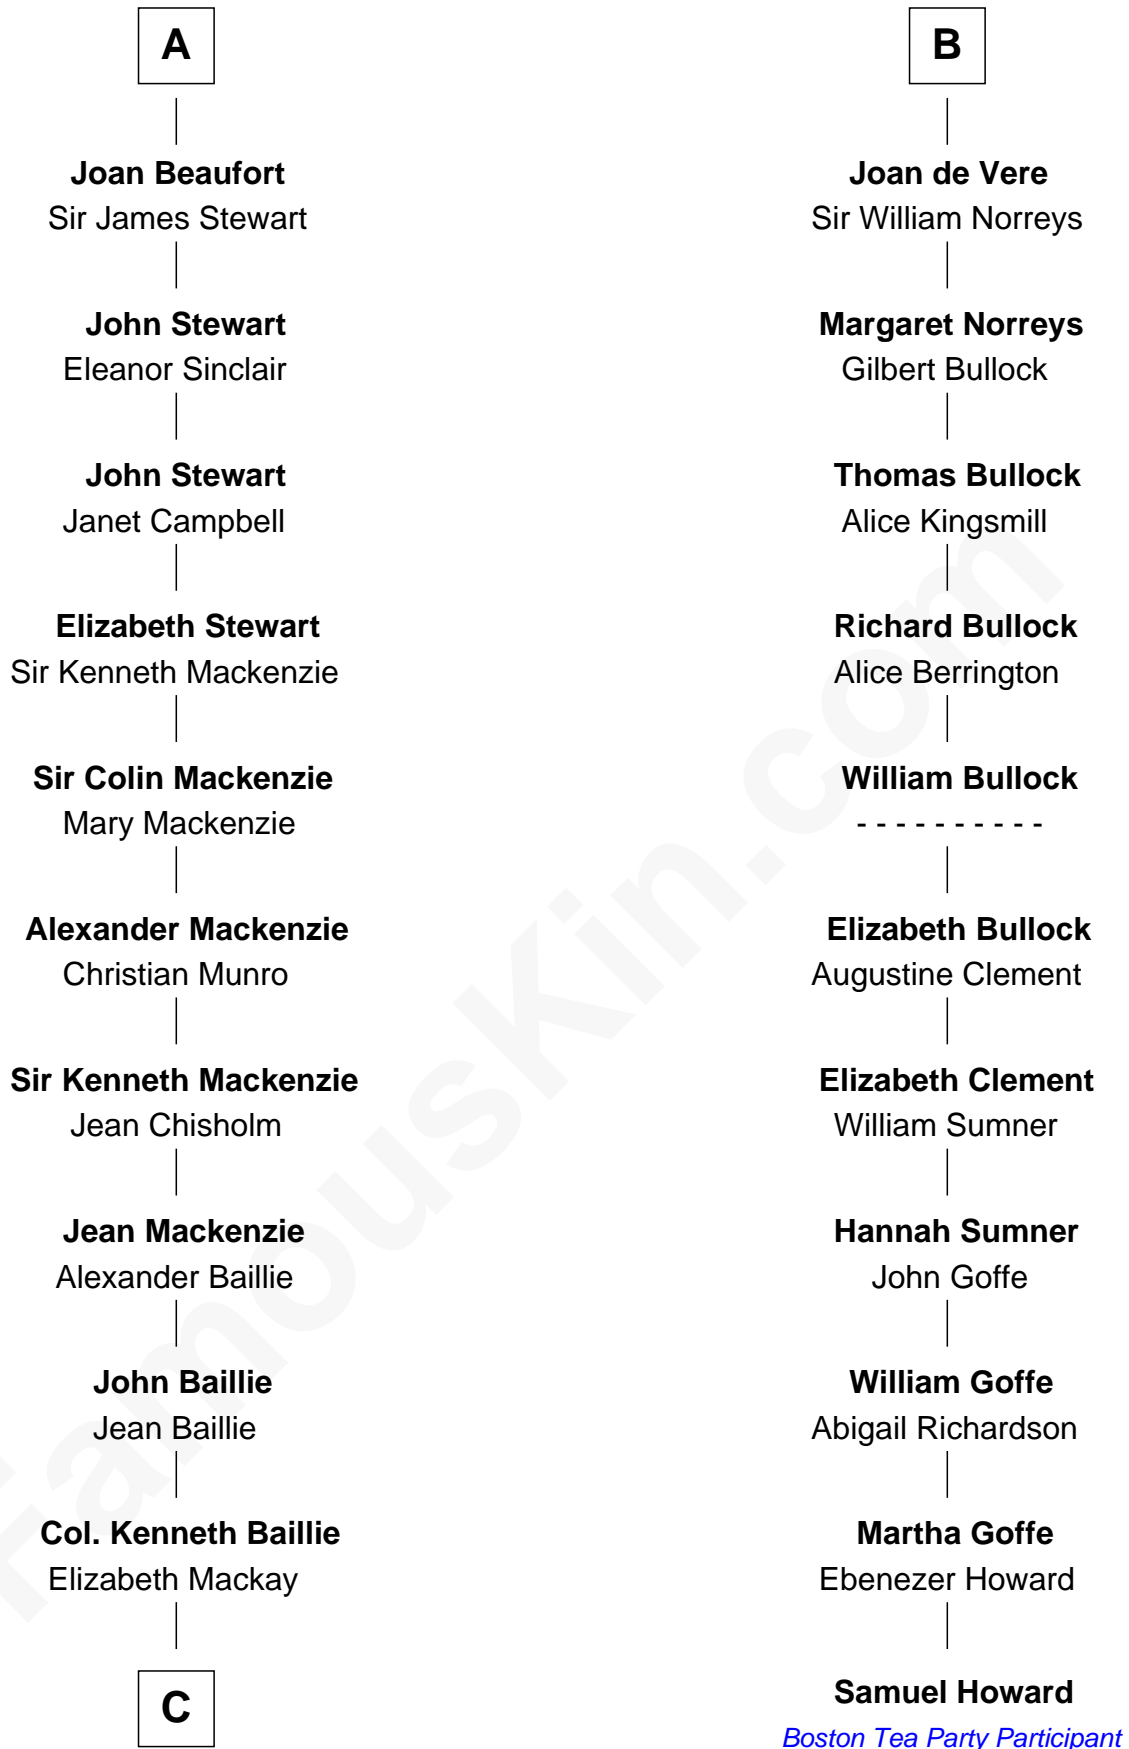 A
Joan Beaufort
Sir James Stewart
John Stewart
Eleanor Sinclair
John Stewart
Janet Campbell
Elizabeth Stewart
Sir Kenneth Mackenzie
Sir Colin Mackenzie
Mary Mackenzie
Alexander Mackenzie
Christian Munro
Sir Kenneth Mackenzie
Jean Chisholm
Jean Mackenzie
Alexander Baillie
John Baillie
Jean Baillie
Col. Kenneth Baillie
Elizabeth Mackay
C
B
Joan de Vere
Sir William Norreys
Margaret Norreys
Gilbert Bullock
Thomas Bullock
Alice Kingsmill
Richard Bullock
Alice Berrington
William Bullock
- - - - - - - - - -
Elizabeth Bullock
Augustine Clement
Elizabeth Clement
William Sumner
Hannah Sumner
John Goffe
William Goffe
Abigail Richardson
Martha Goffe
Ebenezer Howard
Samuel Howard
Boston Tea Party Participant
FamousKin.com